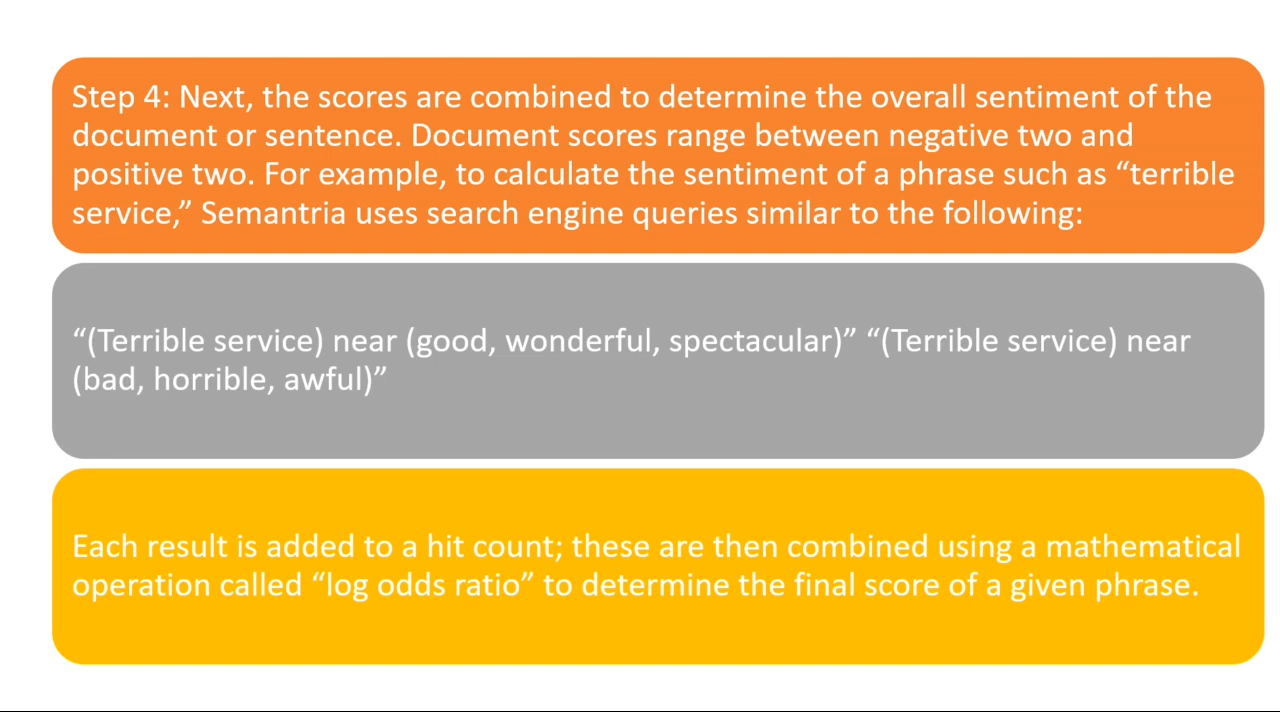 Step 4: Next, the scores are combined to determine the overall sentiment of the
document or sentence. Document scores range between negative two and
positive two. For example, to calculate the sentiment of a phrase such as “terrible
service,” Semantria uses search engine queries similar to the following:
“(Terrible service) near (good, wonderful, spectacular)” “(Terrible service) near
(bad, horrible, awful)”
Each result is added to a hit count; these are then combined using a mathematical
operation called “log odds ratio” to determine the final score of a given phrase.